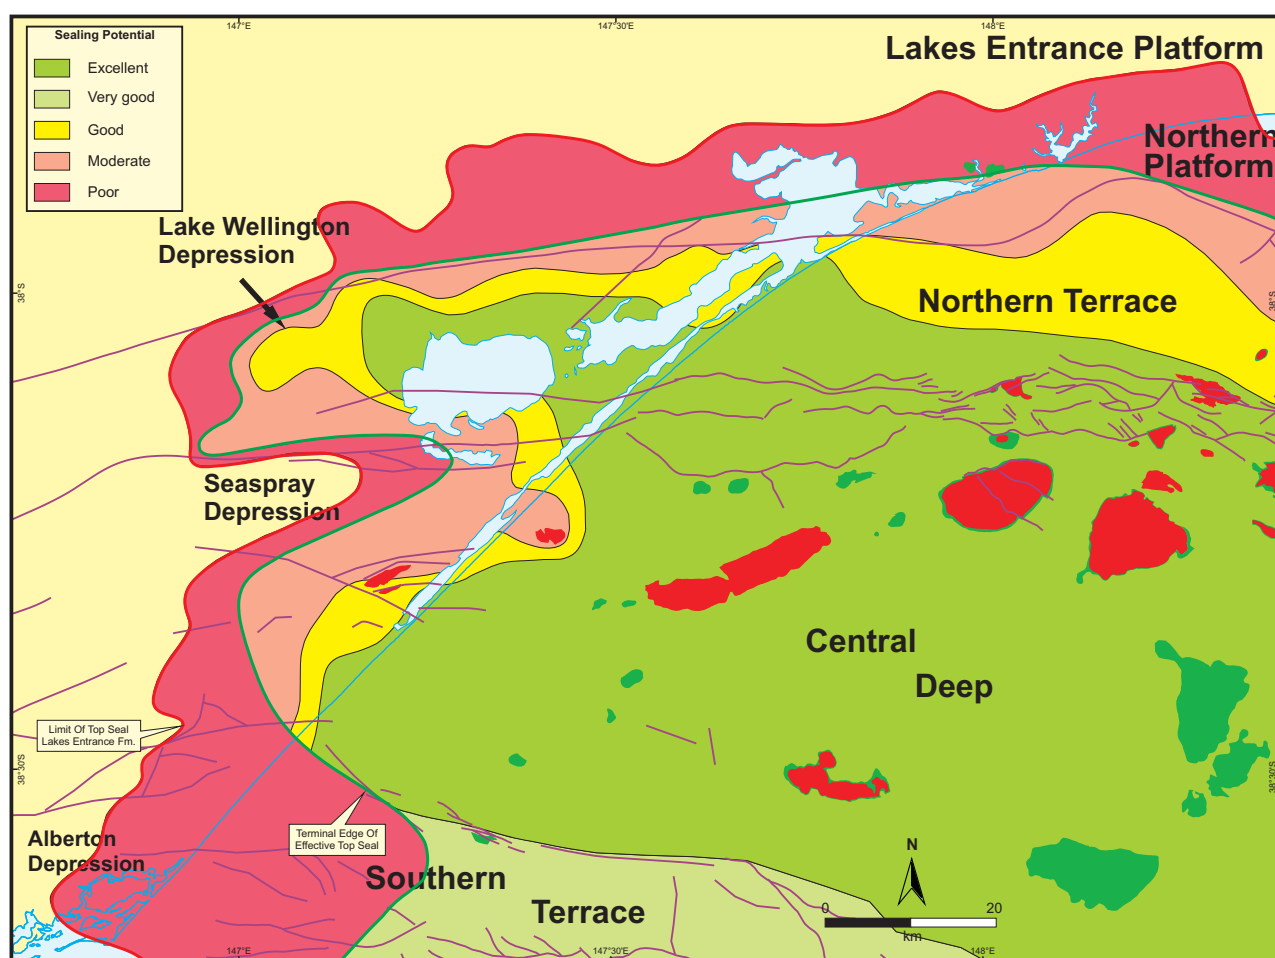 147°E
147°30'E
148°E
Sealing Potential
Excellent
Very good
Good
Moderate
Poor
Lakes Entrance Platform
Northern
Platform
Lake Wellington
Depression
38°S
38°S
Northern Terrace
Seaspray
Depression
Central
Deep
Limit Of Top Seal
Lakes Entrance Fm.
38°30'S
38°30'S
Terminal Edge Of
Effective Top Seal
Alberton
Depression
Southern
Terrace
N
0
20
km
147°E
147°30'E
148°E